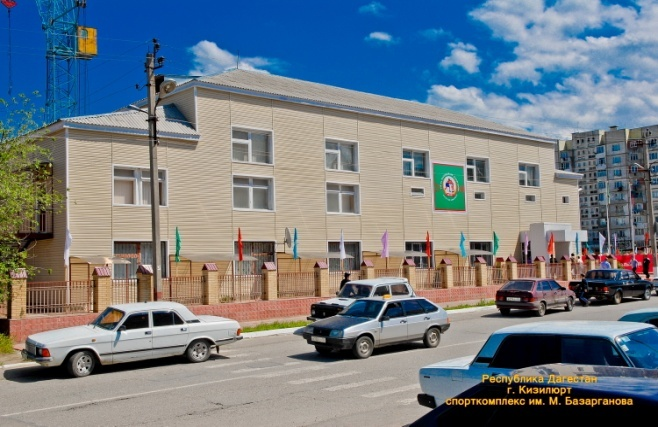 Республика Дагестан
г. Кизилюрт
спорткомплекс им. М. Базарганова